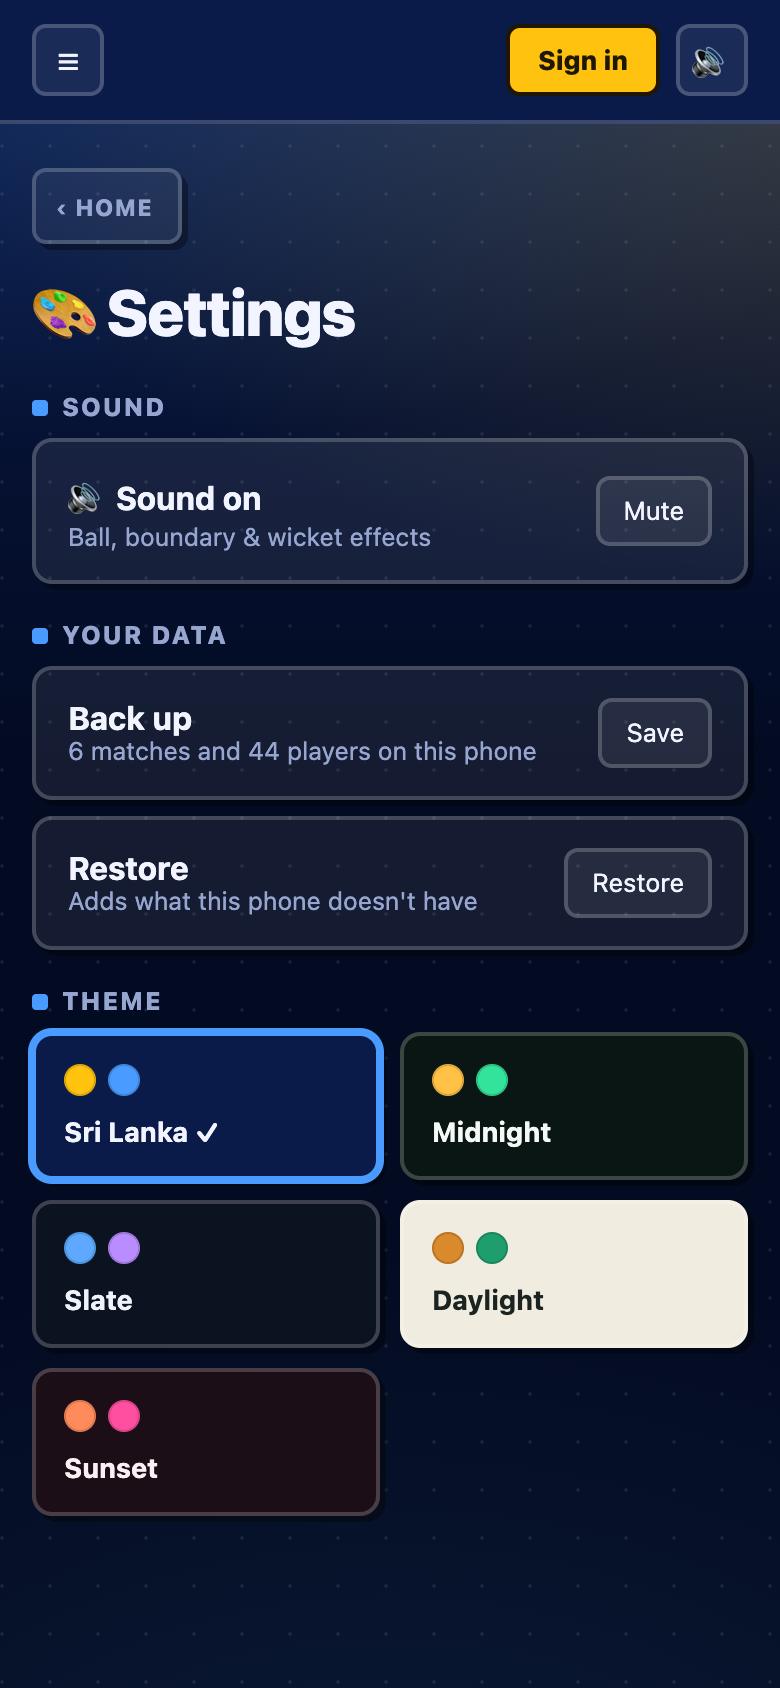 Sign in
‹ HOME
Settings
SOUND
Sound on
Ball, boundary & wicket effects
Mute
YOUR DATA
Back up
6 matches and 44 players on this phone
Save
Restore
Adds what this phone doesn't have
Restore
THEME
Sri Lanka ✓
Midnight
Slate
Daylight
Sunset